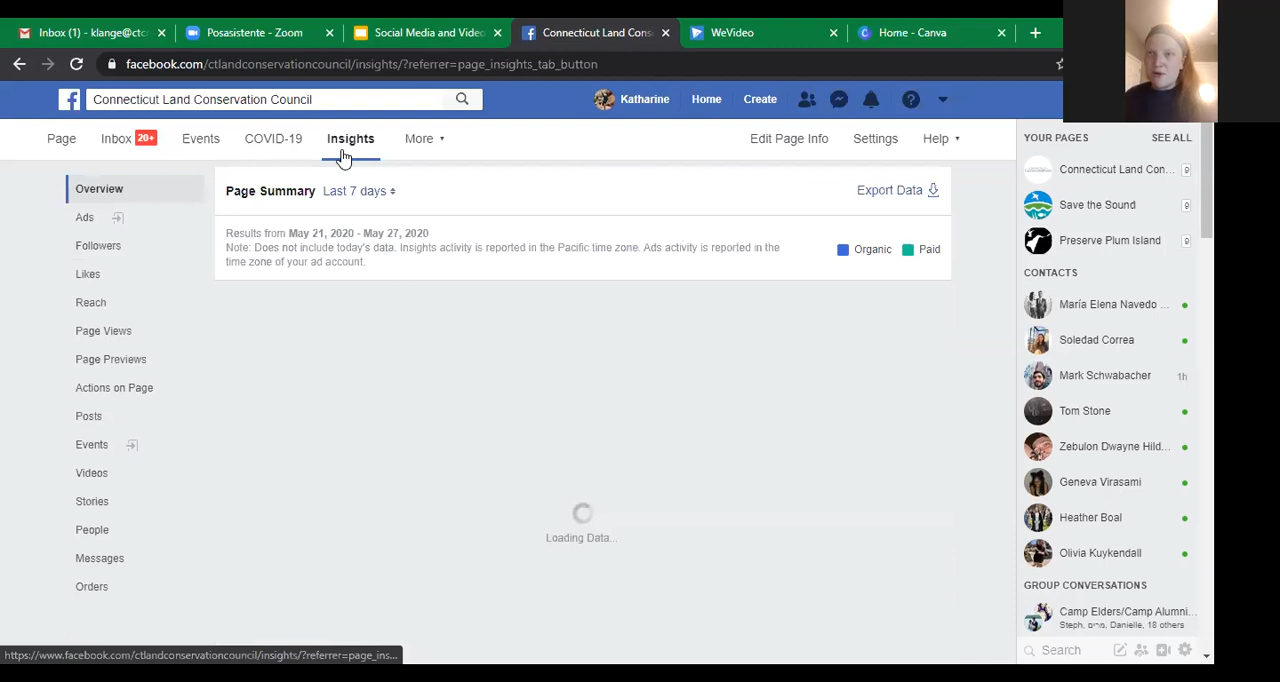 Inbox (1) - klange@ctc
Posasistente - Zoom
Social Media and Video
Connecticut Land Cons
WeVideo
Home - Canva
facebook.com/ctlandconservationcouncil/insights/?referrer=page_insights_tab_button
Connecticut Land Conservation Council
Katharine
Home
Create
Page
Inbox 20+
Events
COVID-19
Insights
More
Edit Page Info
Settings
Help
Overview
Ads
Followers
Likes
Reach
Page Views
Page Previews
Actions on Page
Posts
Events
Videos
Stories
People
Messages
Orders
Page Summary Last 7 days
Export Data
Results from May 21, 2020 - May 27, 2020
Note: Does not include today's data. Insights activity is reported in the Pacific time zone. Ads activity is reported in the
time zone of your ad account.
Organic
Paid
Loading Data...
YOUR PAGES
SEE ALL
Connecticut Land Con...
Save the Sound
Preserve Plum Island
CONTACTS
María Elena Navedo ...
Soledad Correa
Mark Schwabacher 1h
Tom Stone
Zebulon Dwayne Hild...
Geneva Virasami
Heather Boal
Olivia Kuykendall
GROUP CONVERSATIONS
Camp Elders/Camp Alumni...
Steph, מרים, Danielle, 18 others
Search
https://www.facebook.com/ctlandconservationcouncil/insights/?referrer=page_ins...